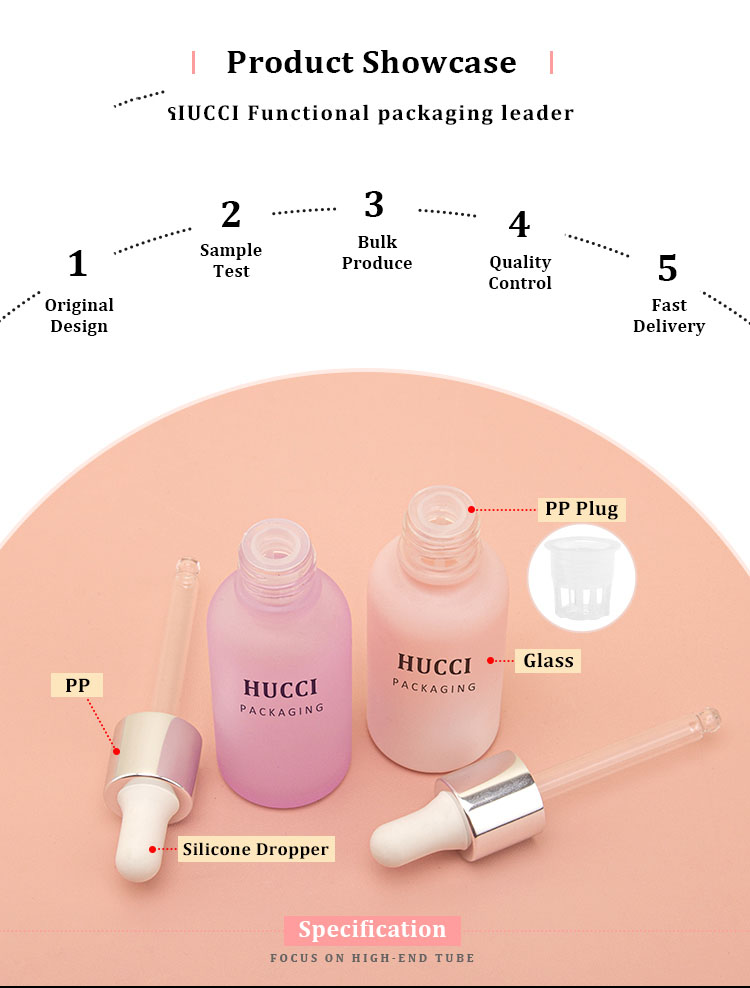 Product Showcase
HUCCI Functional packaging leader
1
Original
Design
2
Sample
Test
3
Bulk
Produce
4
Quality
Control
5
Fast
Delivery
PP Plug
Glass
HUCCI
PACKAGING
HUCCI
PACKAGING
PP
Silicone Dropper
Specification
FOCUS ON HIGH-END TUBE